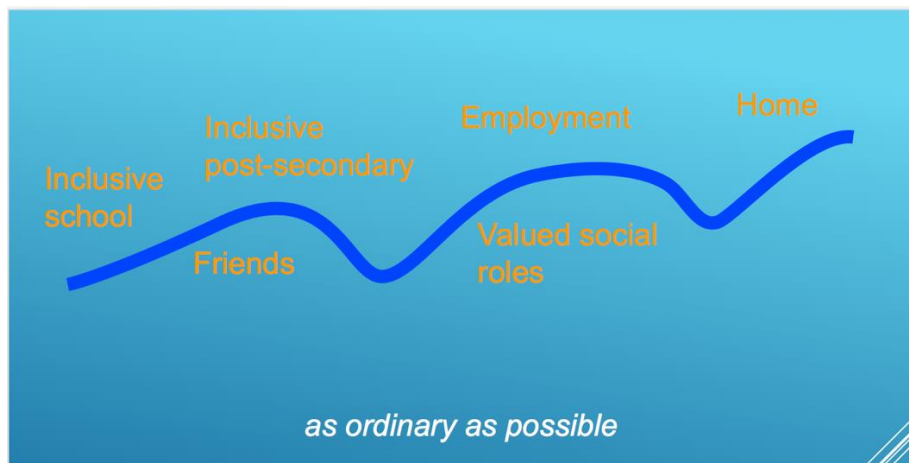 Inclusive
school
Inclusive
post-secondary
Friends
Employment
Valued social
roles
Home
as ordinary as possible